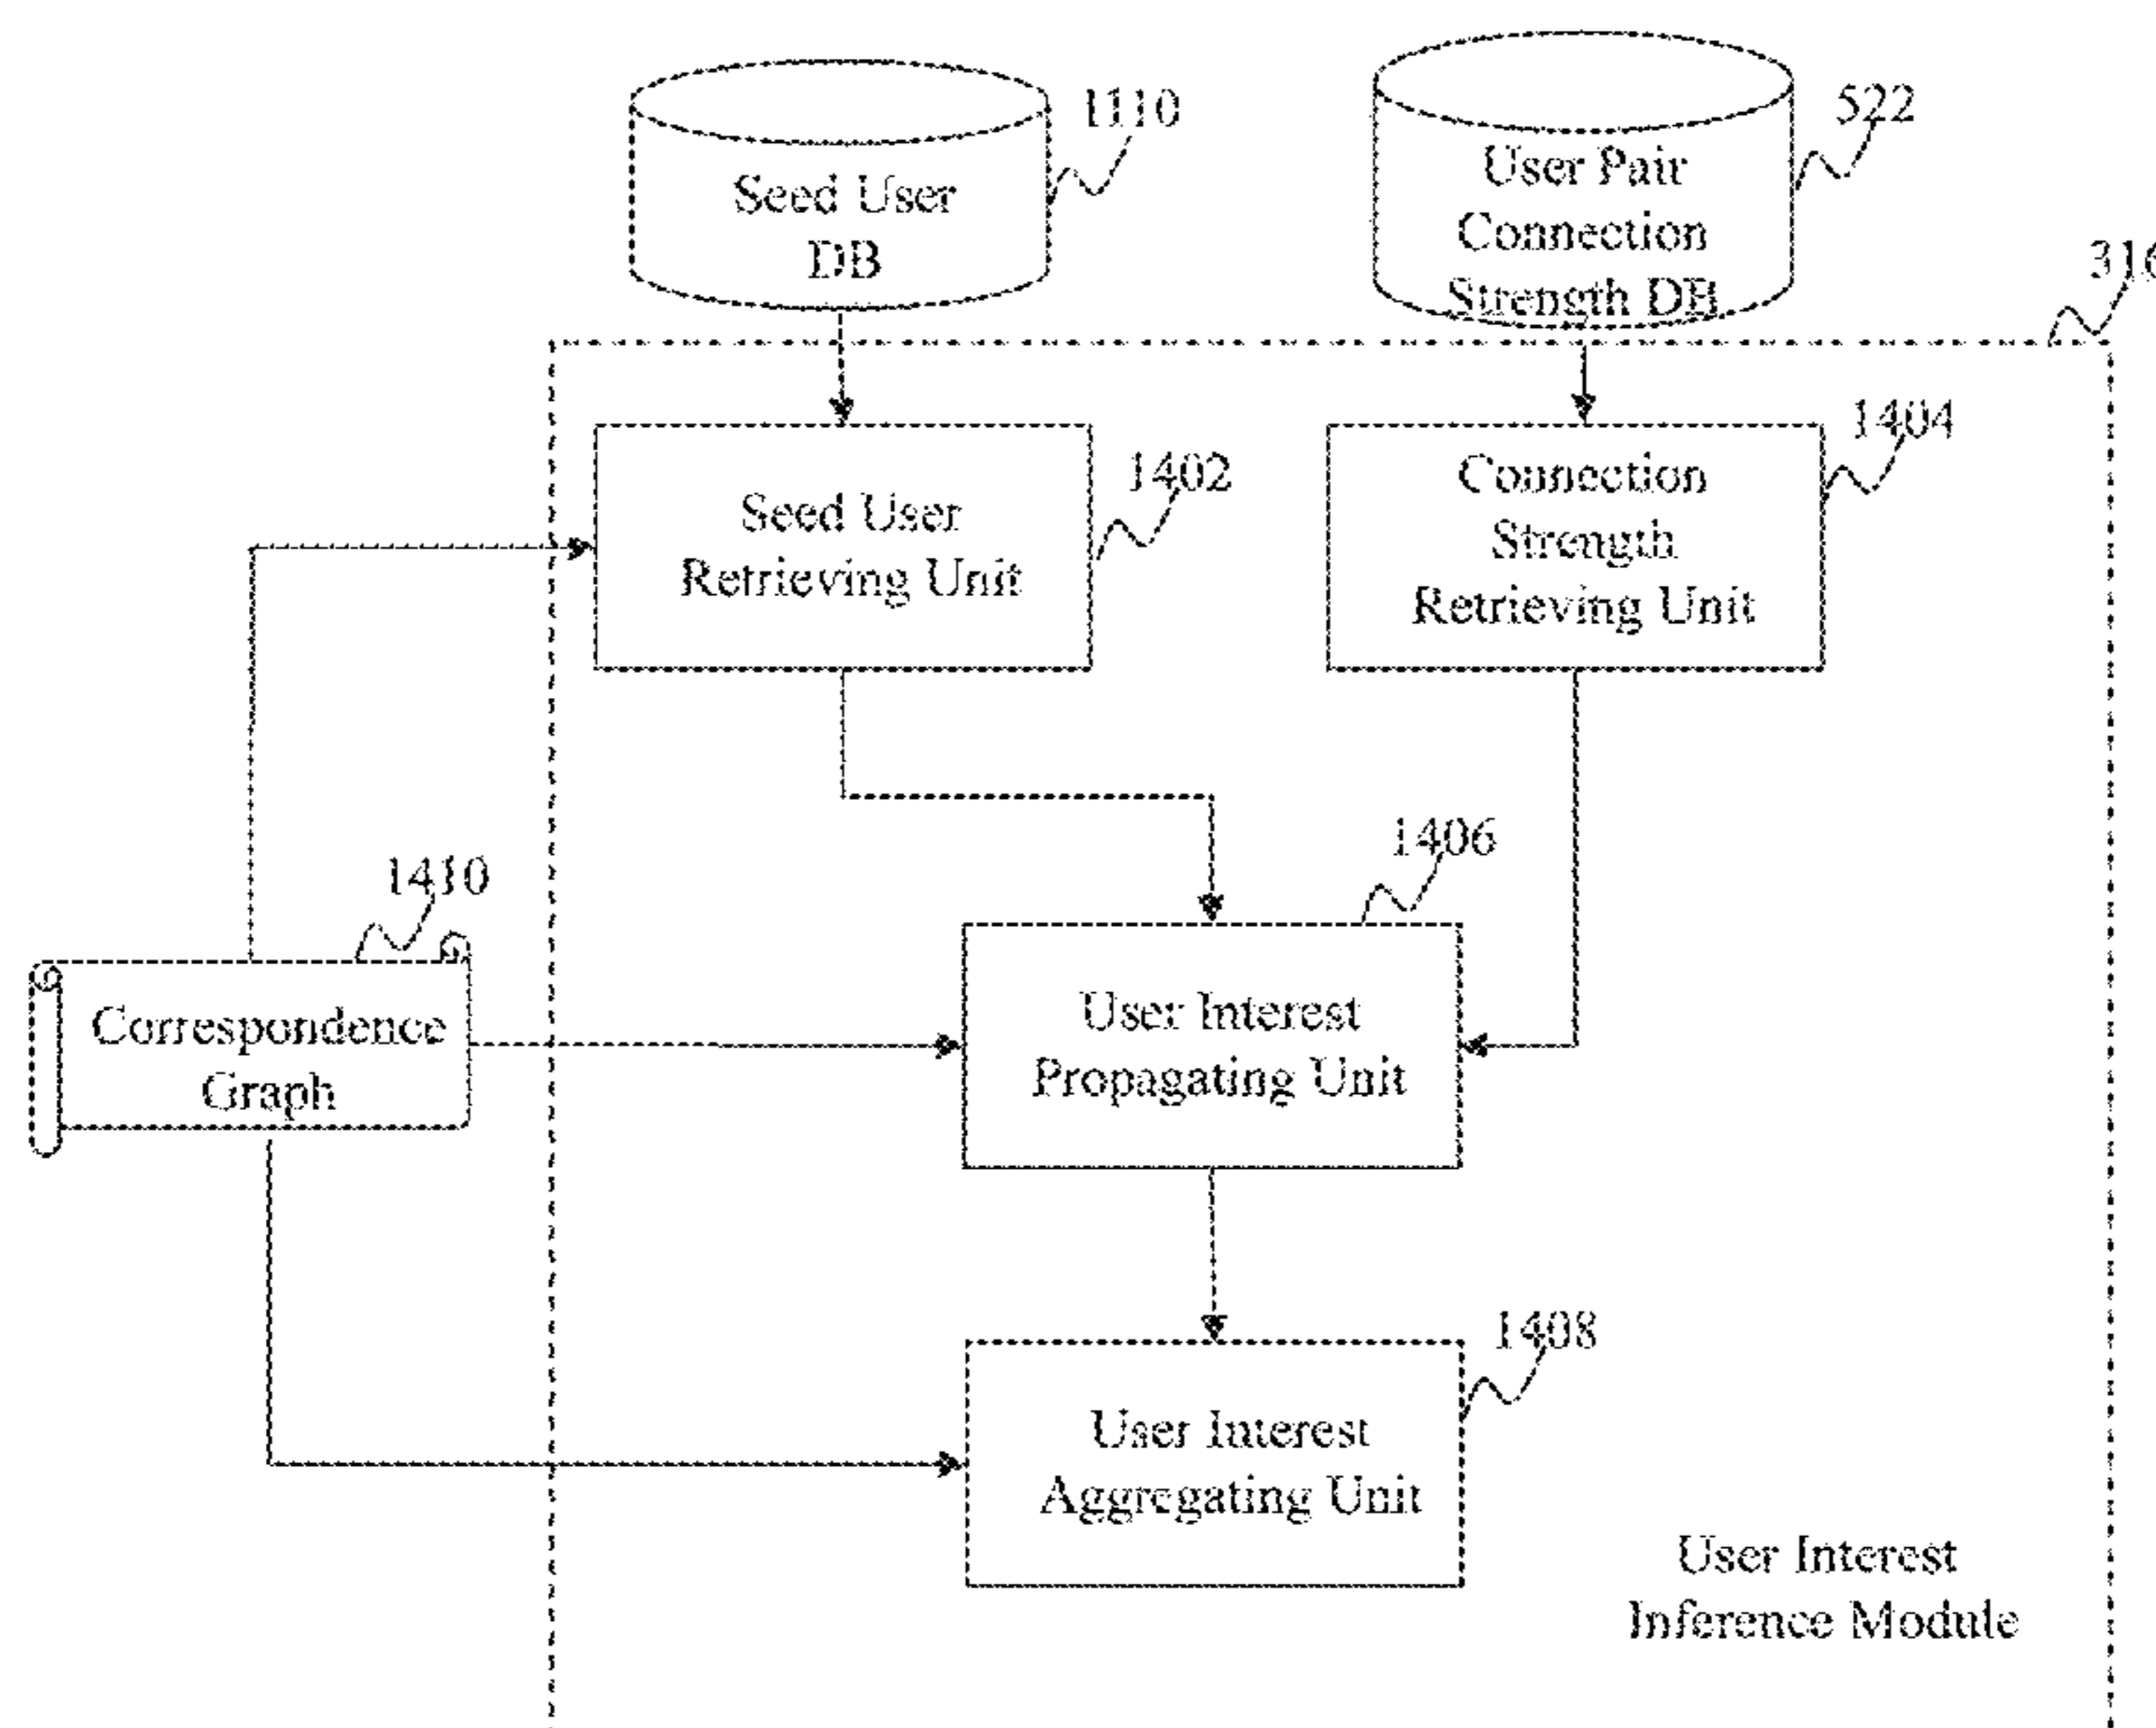 1110
522
Seed User
DB
User Pair
Connection
Strength DB
316
1402
1404
Seed User
Retrieving Unit
Connection
Strength
Retrieving Unit
1406
1410
Correspondence
Graph
User Interest
Propagating Unit
1408
User Interest
Aggregating Unit
User Interest
Inference Module